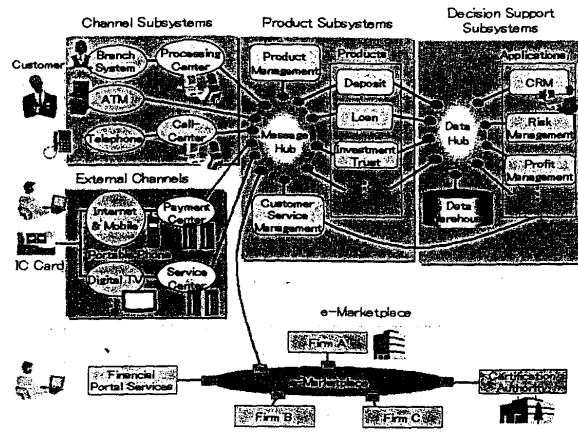 Channel Subsystems
Product Subsystems
Decision Support
Subsystems
Customer
Branch
System
Processing
Center
ATM
Telephone
Call-
Center
Product
Management
Products
Deposit
Loan
Investment
Trust
Message
Hub
Customer
Service
Management
Applications
CRM
Risk
Management
Profit
Management
Data
Hub
Data
Warehouse
External Channels
Internet
& Mobile
Payment
Center
Portable Phone
IC Card
Digital TV
Service
Center
e-Marketplace
Firm A
Financial
Portal Services
e-Marketplace
Certification
Authority
Firm B
Firm C